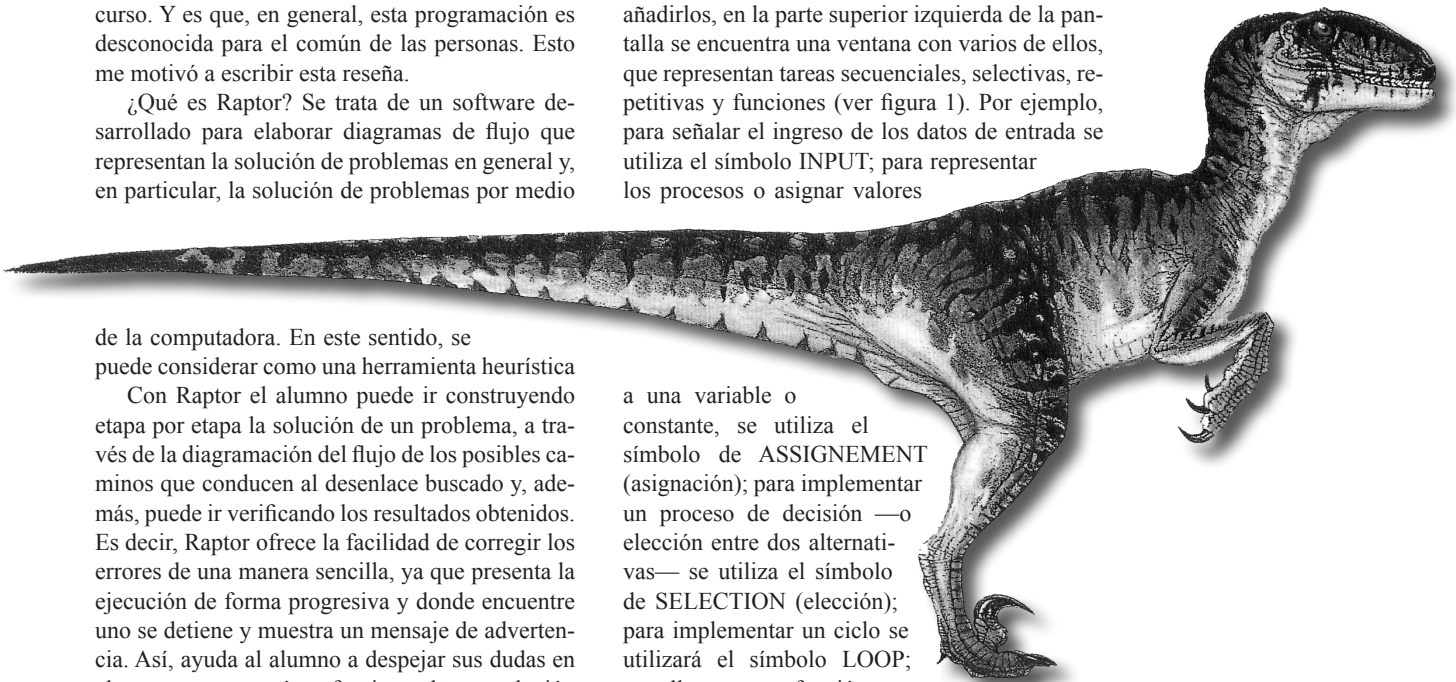 curso. Y es que, en general, esta programación es
desconocida para el común de las personas. Esto
me motivó a escribir esta reseña.
¿Qué es Raptor? Se trata de un software de-
sarrollado para elaborar diagramas de flujo que
representan la solución de problemas en general y,
en particular, la solución de problemas por medio
de la computadora. En este sentido, se
puede considerar como una herramienta heurística
Con Raptor el alumno puede ir construyendo
etapa por etapa la solución de un problema, a tra-
vés de la diagramación del flujo de los posibles ca-
minos que conducen al desenlace buscado y, ade-
más, puede ir verificando los resultados obtenidos.
Es decir, Raptor ofrece la facilidad de corregir los
errores de una manera sencilla, ya que presenta la
ejecución de forma progresiva y donde encuentre
uno se detiene y muestra un mensaje de adverten-
cia. Así, ayuda al alumno a despejar sus dudas en
añadirlos, en la parte superior izquierda de la pan-
talla se encuentra una ventana con varios de ellos,
que representan tareas secuenciales, selectivas, re-
petitivas y funciones (ver figura 1). Por ejemplo,
para señalar el ingreso de los datos de entrada se
utiliza el símbolo INPUT; para representar
los procesos o asignar valores
a una variable o
constante, se utiliza el
símbolo de ASSIGNEMENT
(asignación); para implementar
un proceso de decisión —o
elección entre dos alternati-
vas— se utiliza el símbolo
de SELECTION (elección);
para implementar un ciclo se
utilizará el símbolo LOOP;